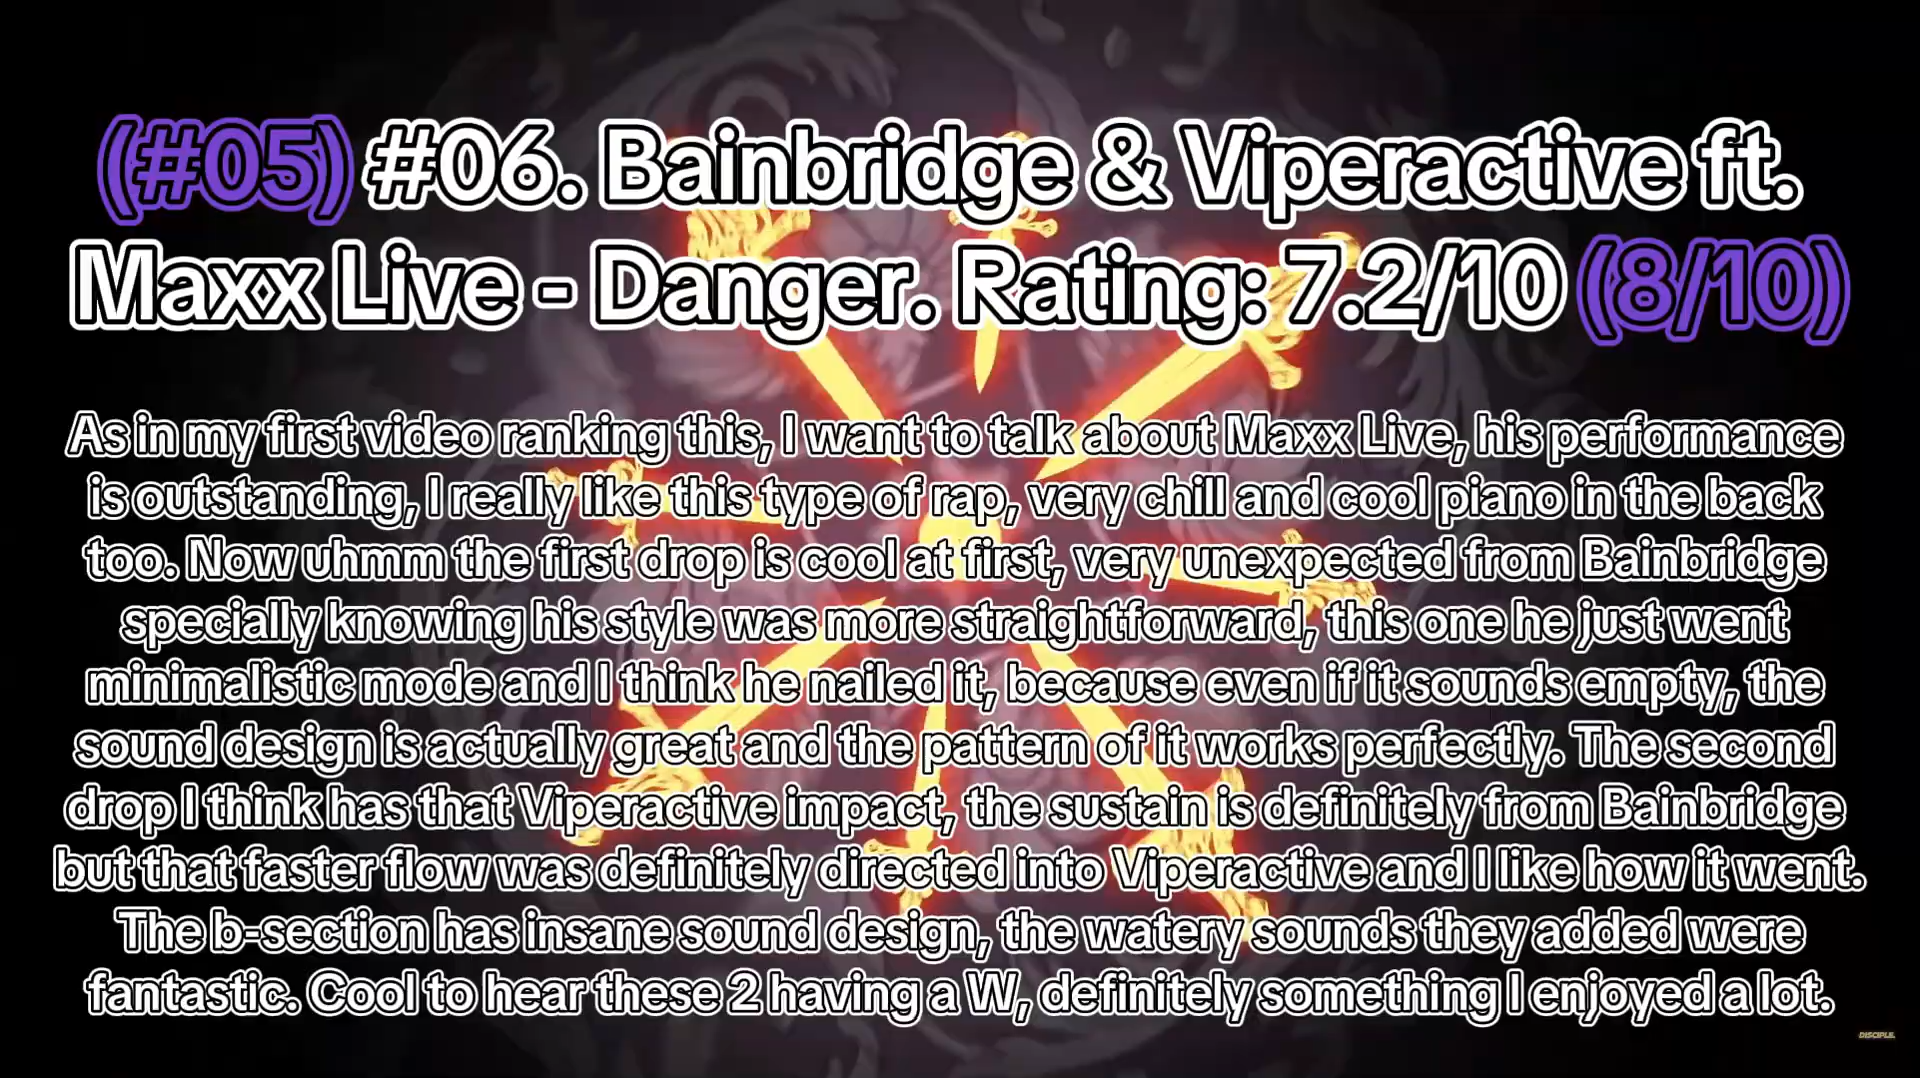 (#05) #06. Bainbridge & Viperactive ft.
Maxx Live - Danger. Rating: 7.2/10 (8/10)
As in my first video ranking this, I want to talk about Maxx Live, his performance
is outstanding, I really like this type of rap, very chill and cool piano in the back
too. Now uhmm the first drop is cool at first, very unexpected from Bainbridge
specially knowing his style was more straightforward, this one he just went
minimalistic mode and I think he nailed it, because even if it sounds empty, the
sound design is actually great and the pattern of it works perfectly. The second
drop I think has that Viperactive impact, the sustain is definitely from Bainbridge
but that faster flow was definitely directed into Viperactive and I like how it went.
The b-section has insane sound design, the watery sounds they added were
fantastic. Cool to hear these 2 having a W, definitely something I enjoyed a lot.
DISCIPLE.